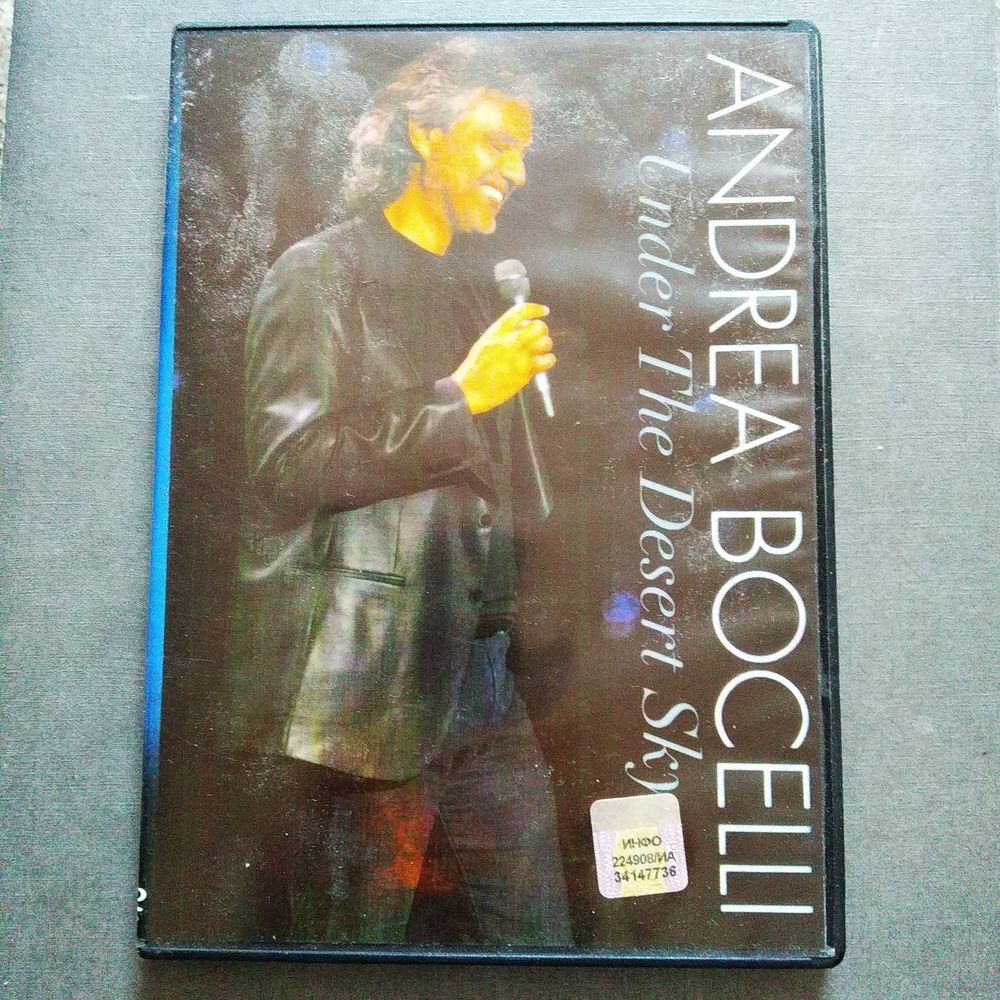 ANDREA BOCELLI
Under The Desert Sky
ИНФО
224908/ИА
34147736